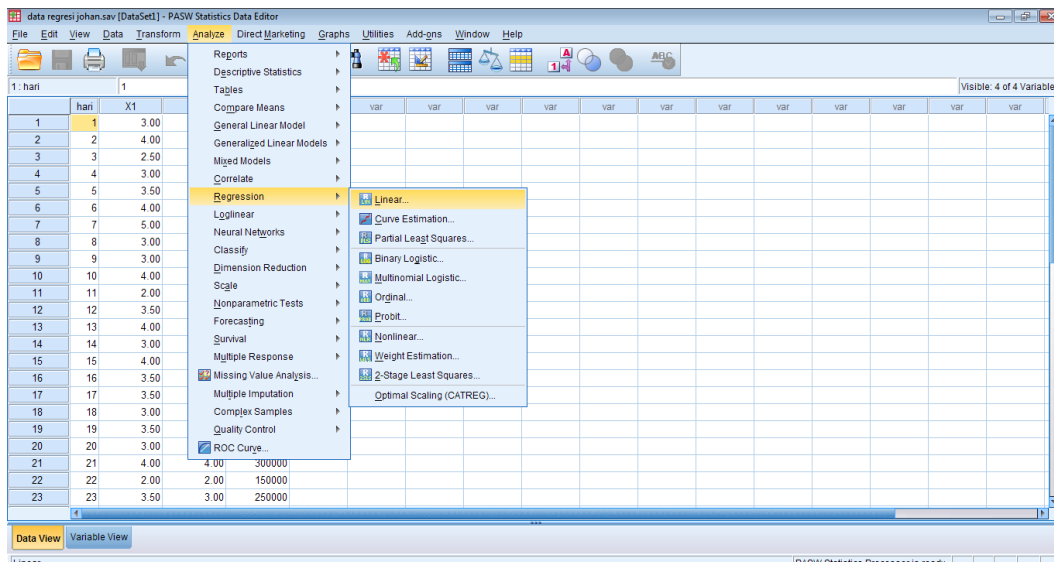 data regresi johan.sav [DataSet1] - PASW Statistics Data Editor
File Edit View Data Transform Analyze Direct Marketing Graphs Utilities Add-ons Window Help
1 : hari 1 Visible: 4 of 4 Variable
hari X1 var var var var var var var var var var var var
1 1 3.00
2 2 4.00
3 3 2.50
4 4 3.00
5 5 3.50
6 6 4.00
7 7 5.00
8 8 3.00
9 9 3.00
10 10 4.00
11 11 2.00
12 12 3.50
13 13 4.00
14 14 3.00
15 15 4.00
16 16 3.50
17 17 3.50
18 18 3.00
19 19 3.50
20 20 3.00
21 21 4.00 4.00 300000
22 22 2.00 2.00 150000
23 23 3.50 3.00 250000
Reports
Descriptive Statistics
Tables
Compare Means
General Linear Model
Generalized Linear Models
Mixed Models
Correlate
Regression
Loglinear
Neural Networks
Classify
Dimension Reduction
Scale
Nonparametric Tests
Forecasting
Survival
Multiple Response
Missing Value Analysis...
Multiple Imputation
Complex Samples
Quality Control
ROC Curve...
Linear...
Curve Estimation...
Partial Least Squares...
Binary Logistic...
Multinomial Logistic...
Ordinal...
Probit...
Nonlinear...
Weight Estimation...
2-Stage Least Squares...
Optimal Scaling (CATREG)...
Data View Variable View